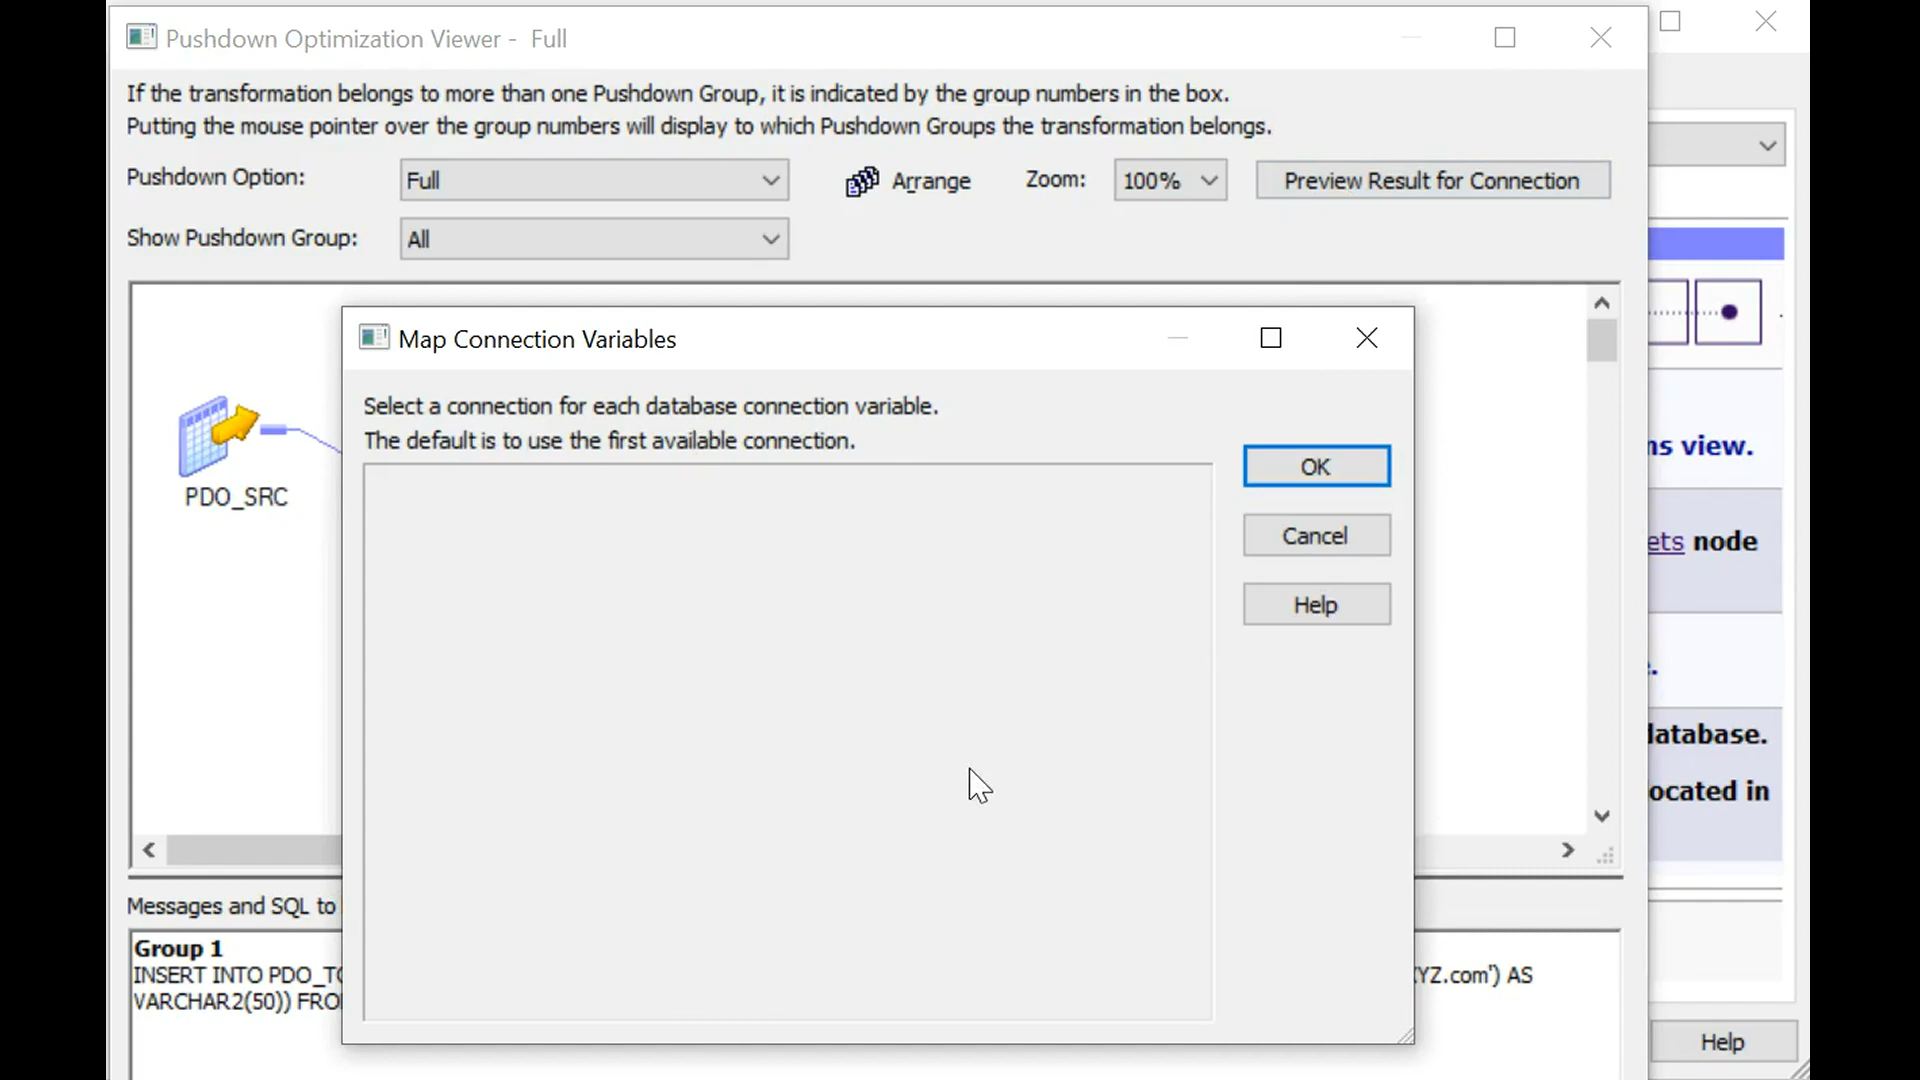 Pushdown Optimization Viewer - Full
If the transformation belongs to more than one Pushdown Group, it is indicated by the group numbers in the box.
Putting the mouse pointer over the group numbers will display to which Pushdown Groups the transformation belongs.
Pushdown Option: Full Arrange Zoom: 100% Preview Result for Connection
Show Pushdown Group: All
Map Connection Variables
Select a connection for each database connection variable.
The default is to use the first available connection.
OK
Cancel
Help
PDO_SRC
view.
node
database.
located in
Messages and SQL to
Group 1
INSERT INTO PDO_TO YZ.com') AS
VARCHAR2(50)) FRO
Help